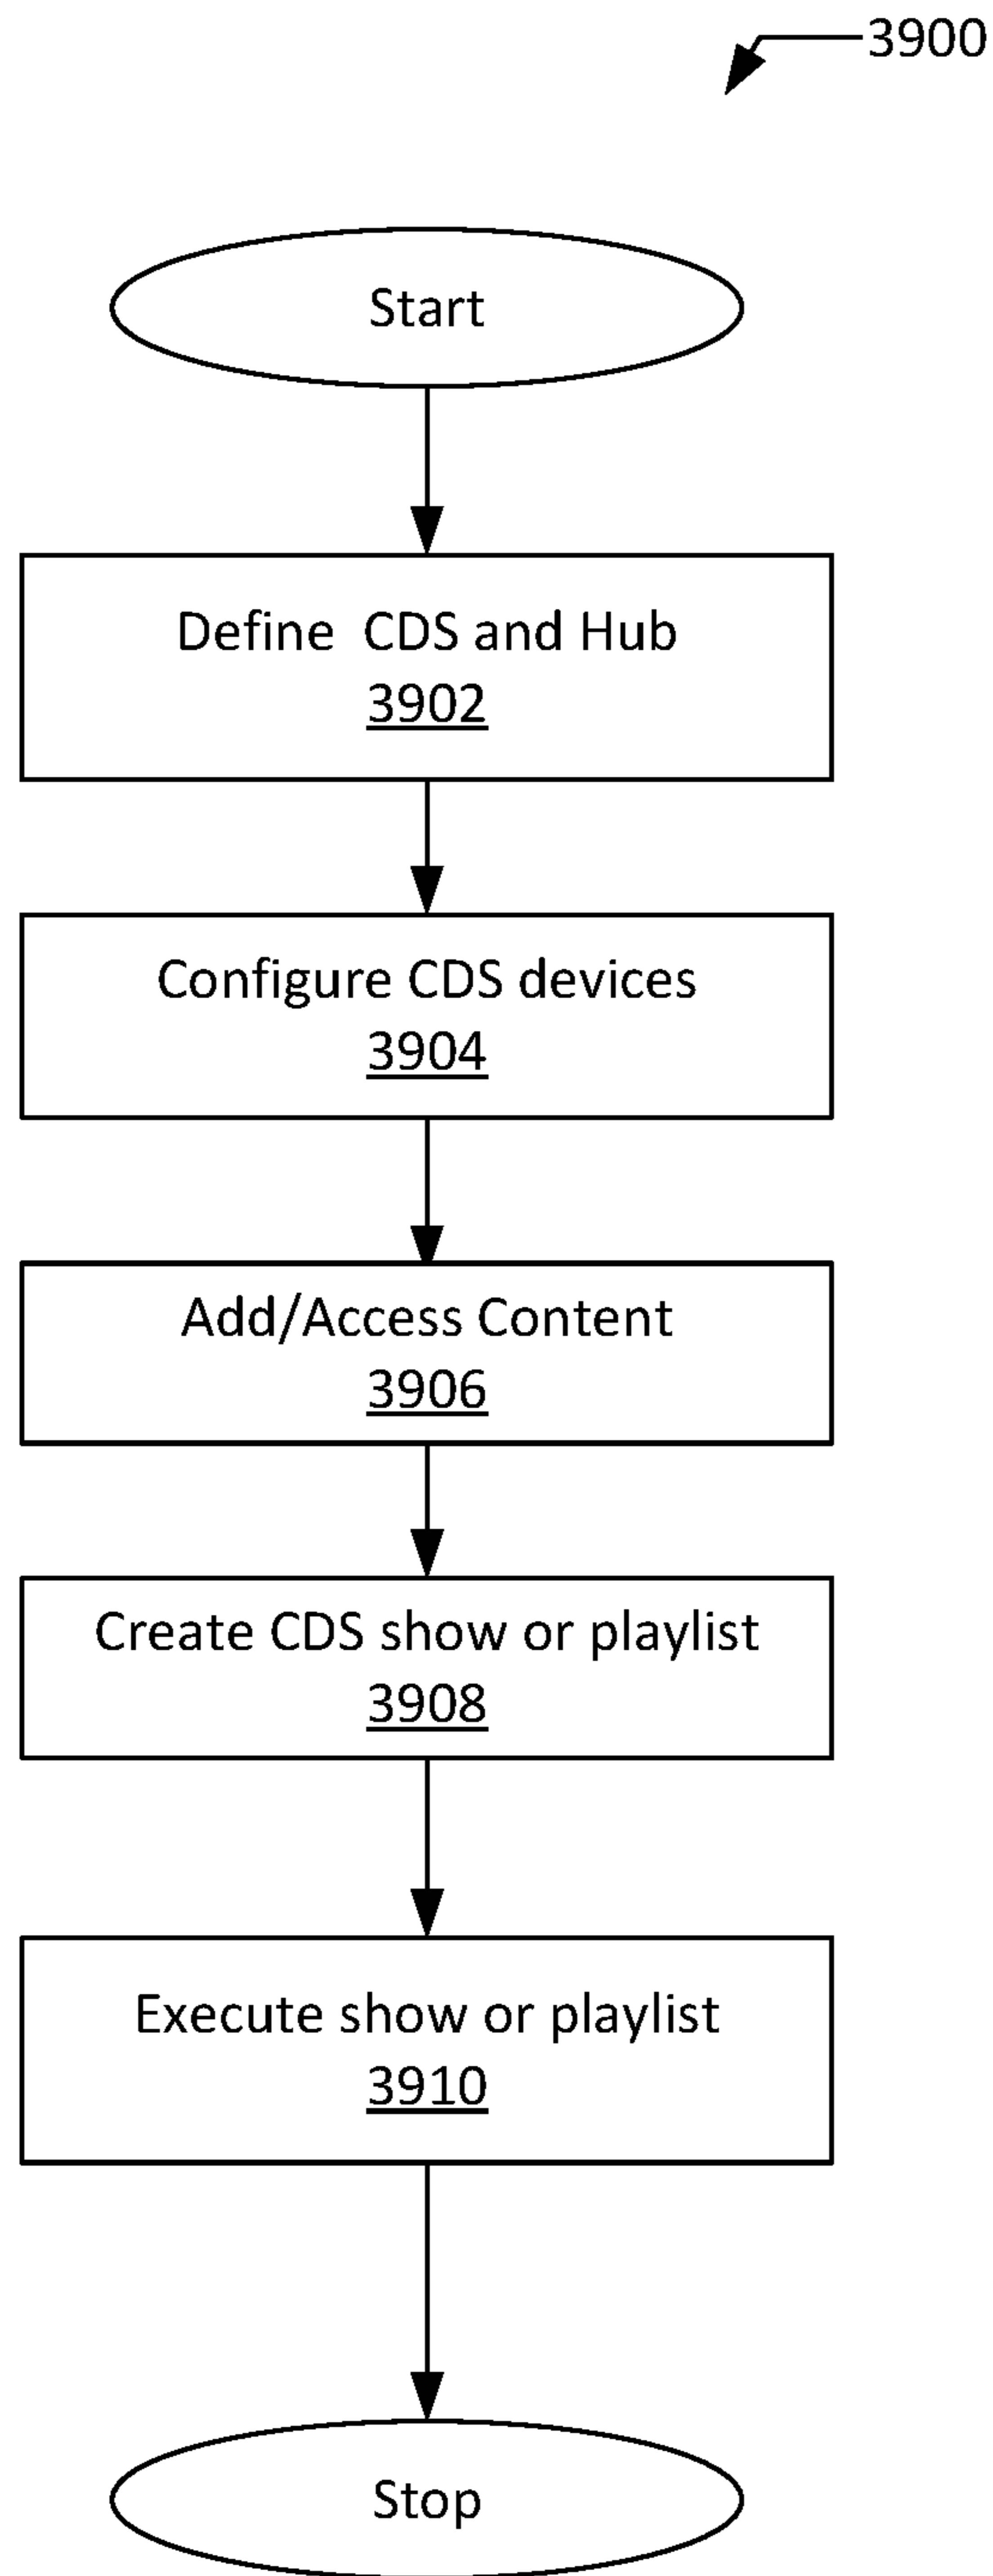 3900
Start
Define CDS and Hub
3902
Configure CDS devices
3904
Add/Access Content
3906
Create CDS show or playlist
3908
Execute show or playlist
3910
Stop